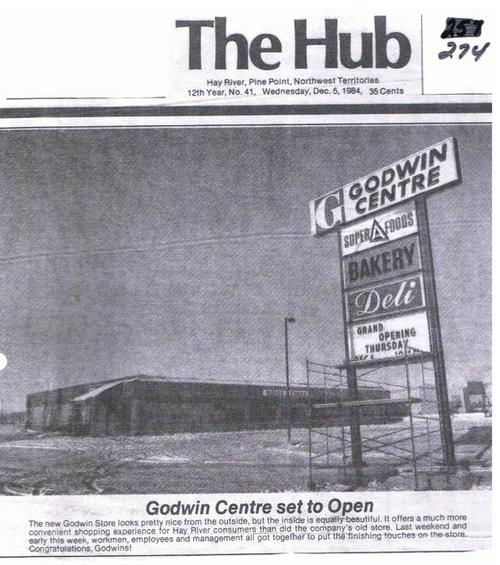 The Hub
274
Hay River, Pine Point, Northwest Territories
12th Year, No. 41, Wednesday, Dec. 5, 1984, 35 Cents
G GODWIN
CENTRE
SUPER A FOODS
BAKERY
Deli
GRAND
OPENING
THURSDAY
Godwin Centre set to Open
The new Godwin Store looks pretty nice from the outside, but the inside is equally beautiful. It offers a much more
convenient shopping experience for Hay River consumers than did the company's old store. Last weekend and
early this week, workmen, employees and management all got together to put the finishing touches on the store.
Congratulations, Godwins!